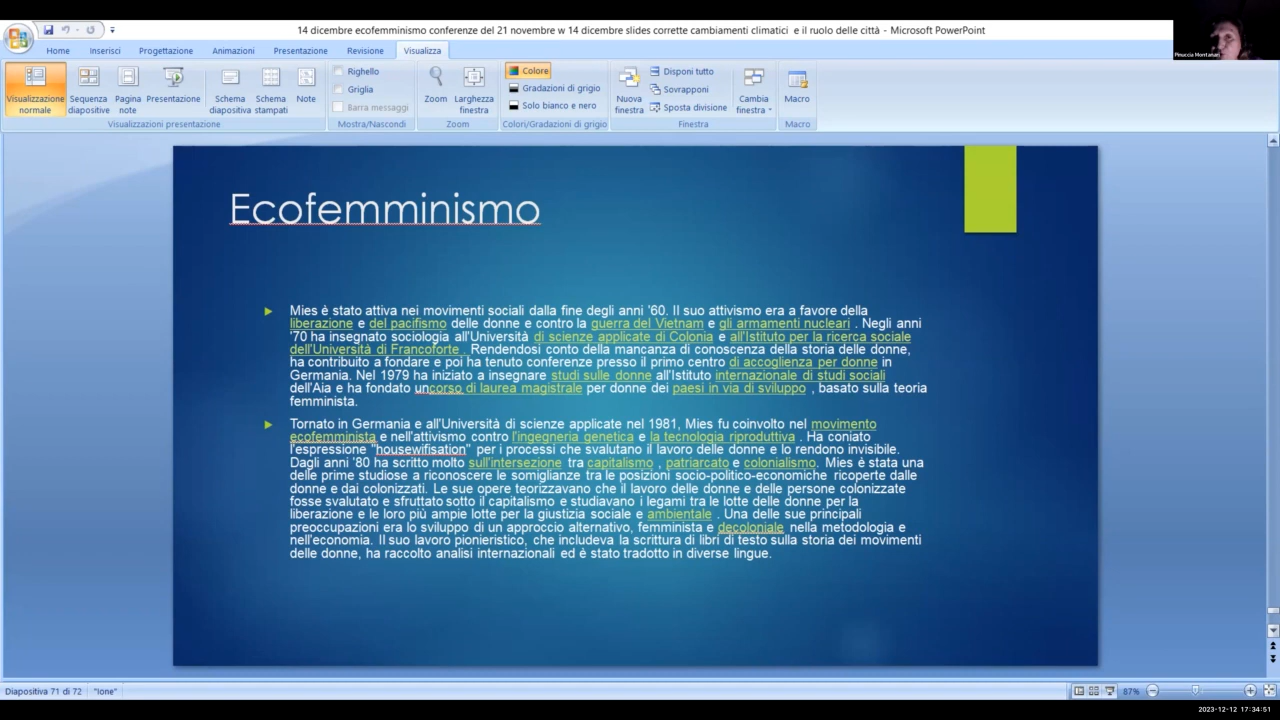 14 dicembre ecofemminismo conferenze del 21 novembre w 14 dicembre slides corrette cambiamenti climatici e il ruolo delle città - Microsoft PowerPoint
Pinuccia Montanari
Home Inserisci Progettazione Animazioni Presentazione Revisione Visualizza
Visualizzazione normale
Sequenza diapositive
Pagina note
Presentazione
Schema diapositiva
Schema stampati
Note
Visualizzazioni presentazione
Righello
Griglia
Barra messaggi
Mostra/Nascondi
Zoom
Larghezza finestra
Zoom
Colore
Gradazioni di grigio
Solo bianco e nero
Colori/Gradazioni di grigio
Nuova finestra
Disponi tutto
Sovrapponi
Sposta divisione
Cambia finestra
Finestra
Macro
Macro
Ecofemminismo
Mies è stato attiva nei movimenti sociali dalla fine degli anni '60. Il suo attivismo era a favore della
liberazione e del pacifismo delle donne e contro la guerra del Vietnam e gli armamenti nucleari . Negli anni
'70 ha insegnato sociologia all'Università di scienze applicate di Colonia e all'Istituto per la ricerca sociale
dell'Università di Francoforte . Rendendosi conto della mancanza di conoscenza della storia delle donne,
ha contribuito a fondare e poi ha tenuto conferenze presso il primo centro di accoglienza per donne in
Germania. Nel 1979 ha iniziato a insegnare studi sulle donne all'Istituto internazionale di studi sociali
dell'Aja e ha fondato uncorso di laurea magistrale per donne dei paesi in via di sviluppo , basato sulla teoria
femminista.
Tornato in Germania e all'Università di scienze applicate nel 1981, Mies fu coinvolto nel movimento
ecofemminista e nell'attivismo contro l'ingegneria genetica e la tecnologia riproduttiva . Ha coniato
l'espressione "housewifisation" per i processi che svalutano il lavoro delle donne e lo rendono invisibile.
Dagli anni '80 ha scritto molto sull'intersezione tra capitalismo , patriarcato e colonialismo. Mies è stata una
delle prime studiose a riconoscere le somiglianze tra le posizioni socio-politico-economiche ricoperte dalle
donne e dai colonizzati. Le sue opere teorizzavano che il lavoro delle donne e delle persone colonizzate
fosse svalutato e sfruttato sotto il capitalismo e studiavano i legami tra le lotte delle donne per la
liberazione e le loro più ampie lotte per la giustizia sociale e ambientale . Una delle sue principali
preoccupazioni era lo sviluppo di un approccio alternativo, femminista e decoloniale nella metodologia e
nell'economia. Il suo lavoro pionieristico, che includeva la scrittura di libri di testo sulla storia dei movimenti
delle donne, ha raccolto analisi internazionali ed è stato tradotto in diverse lingue.
Diapositiva 71 di 72 "Ione" 87%
2023-12-12 17:34:51